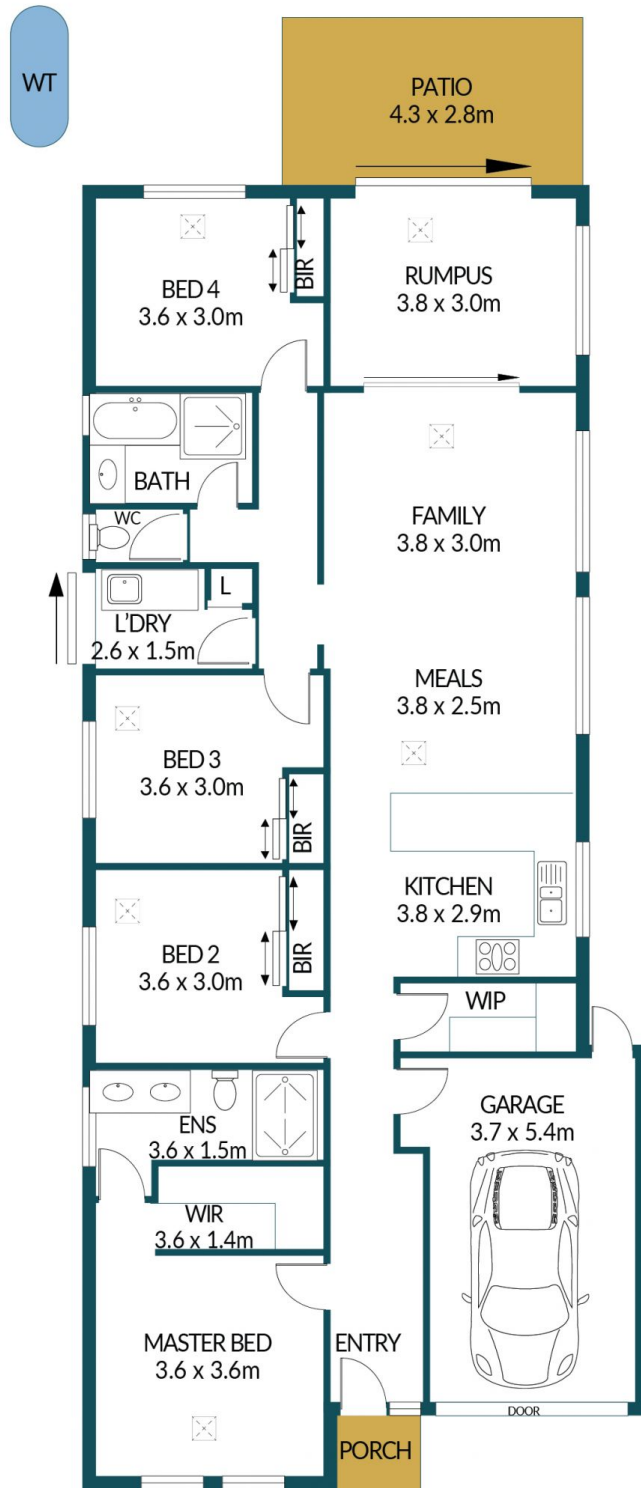 WT
PATIO
4.3 x 2.8m
BED 4
3.6 x 3.0m
BIR
RUMPUS
3.8 x 3.0m
BATH
WC
FAMILY
3.8 x 3.0m
L
L'DRY
2.6 x 1.5m
MEALS
3.8 x 2.5m
BED 3
3.6 x 3.0m
BIR
KITCHEN
3.8 x 2.9m
BED 2
3.6 x 3.0m
BIR
WIP
ENS
3.6 x 1.5m
GARAGE
3.7 x 5.4m
WIR
3.6 x 1.4m
MASTER BED
3.6 x 3.6m
ENTRY
DOOR
PORCH